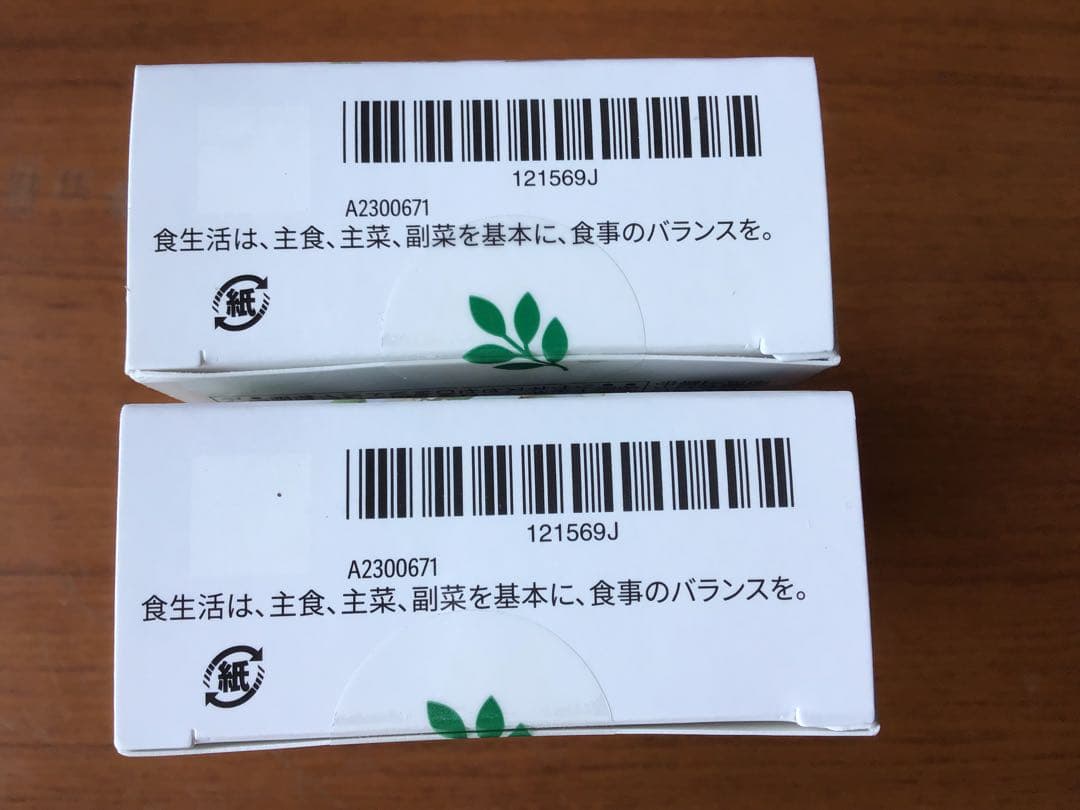 121569J
A2300671
食生活は、主食、主菜、副菜を基本に、食事のバランスを。
紙
121569J
A2300671
食生活は、主食、主菜、副菜を基本に、食事のバランスを。
紙